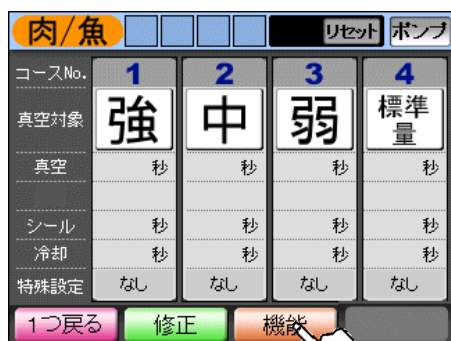 肉/魚 リセット ポンプ
コースNo. 1 2 3 4
真空対象 強 中 弱 標準量
真空 秒 秒 秒 秒
シール 秒 秒 秒 秒
冷却 秒 秒 秒 秒
特殊設定 なし なし なし なし
1つ戻る 修正 機能